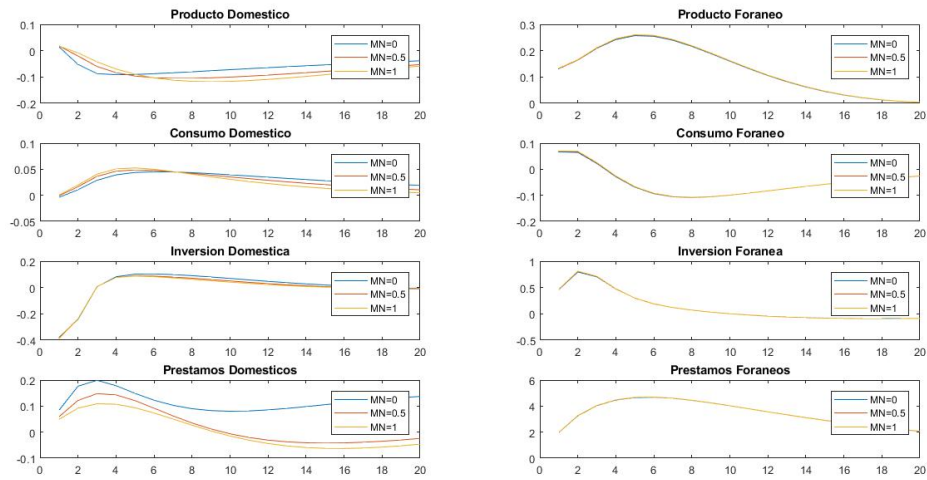 Producto Domestico
0.1
0
-0.1
-0.2
MN=0
MN=0.5
MN=1
0 2 4 6 8 10 12 14 16 18 20
Producto Foraneo
0.3
0.2
0.1
0
MN=0
MN=0.5
MN=1
0 2 4 6 8 10 12 14 16 18 20
Consumo Domestico
0.1
0.05
0
-0.05
MN=0
MN=0.5
MN=1
0 2 4 6 8 10 12 14 16 18 20
Consumo Foraneo
0.1
0
-0.1
-0.2
MN=0
MN=0.5
MN=1
0 2 4 6 8 10 12 14 16 18 20
Inversion Domestica
0.2
0
-0.2
-0.4
MN=0
MN=0.5
MN=1
0 2 4 6 8 10 12 14 16 18 20
Inversion Foranea
1
0.5
0
-0.5
MN=0
MN=0.5
MN=1
0 2 4 6 8 10 12 14 16 18 20
Prestamos Domesticos
0.2
0.1
0
-0.1
MN=0
MN=0.5
MN=1
0 2 4 6 8 10 12 14 16 18 20
Prestamos Foraneos
6
4
2
0
MN=0
MN=0.5
MN=1
0 2 4 6 8 10 12 14 16 18 20